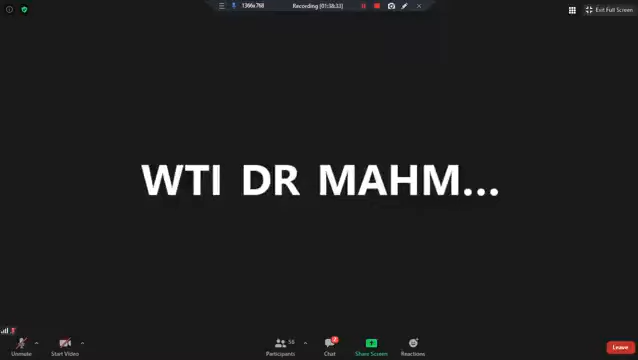 1366x768
Recording [01:38:33]
Exit Full Screen
WTI DR MAHM...
Unmute
Start Video
58
Participants
Chat
Share Screen
Reactions
Leave